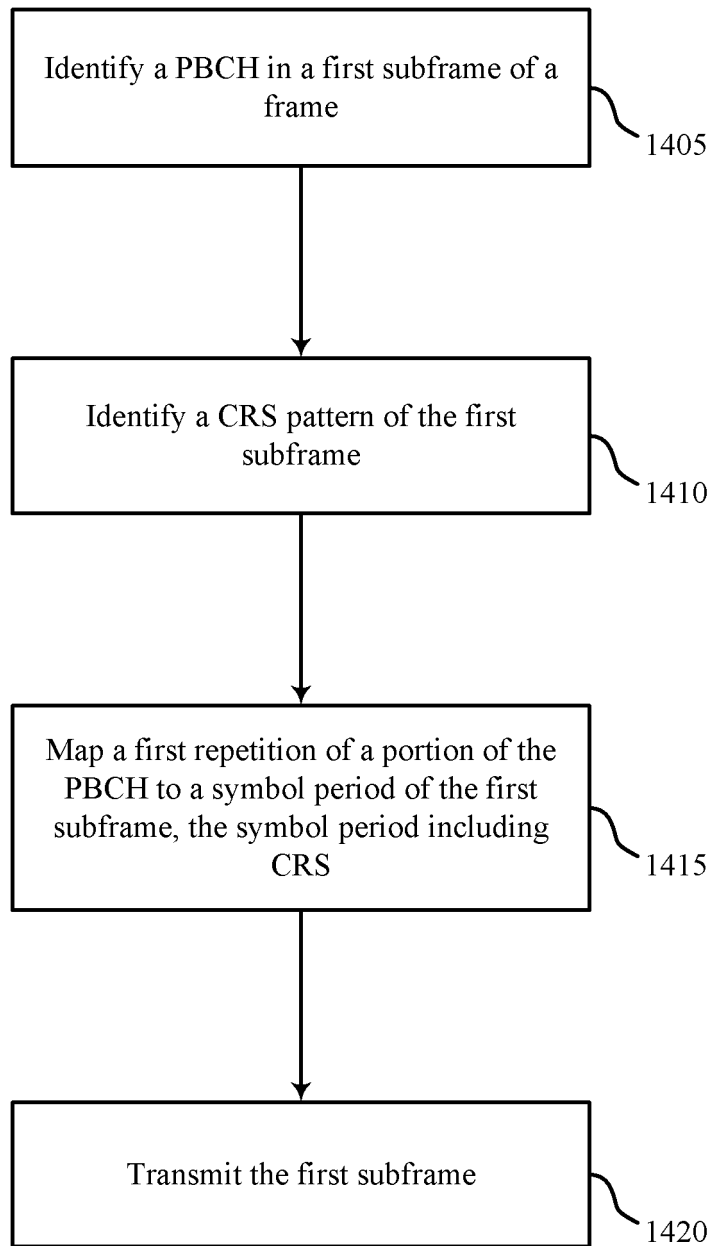 Identify a PBCH in a first subframe of a
frame
1405
Identify a CRS pattern of the first
subframe
1410
Map a first repetition of a portion of the
PBCH to a symbol period of the first
subframe, the symbol period including
CRS
1415
Transmit the first subframe
1420